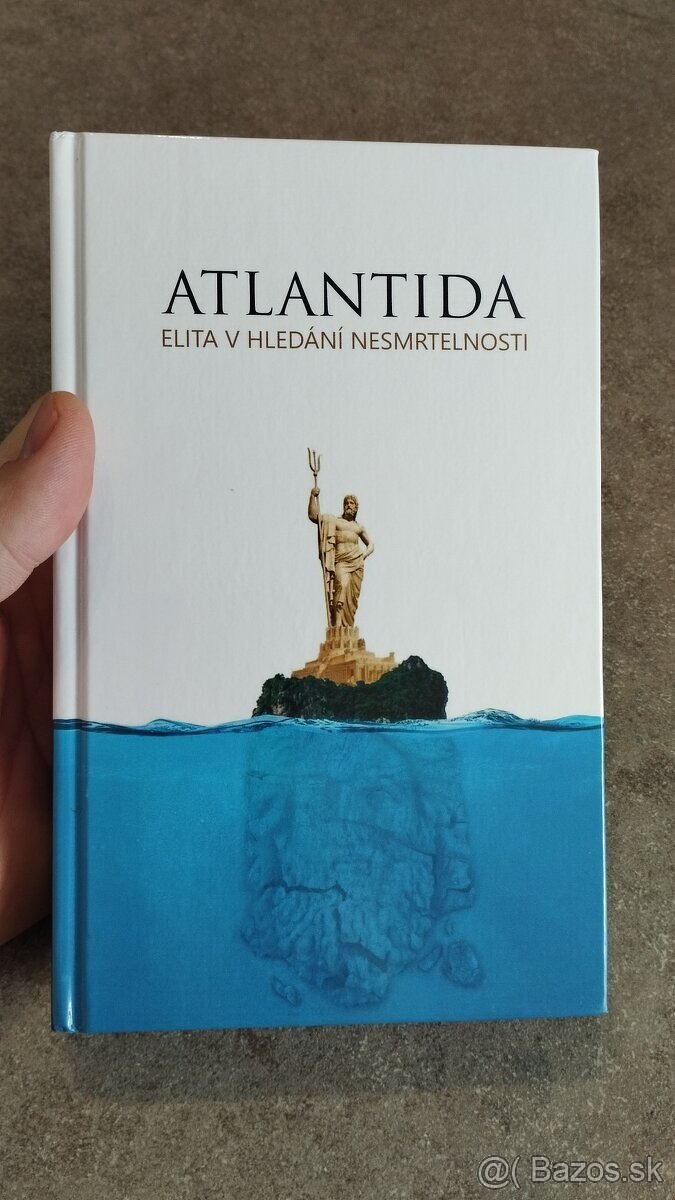 ATLANTIDA
ELITA V HLEDÁNÍ NESMRTELNOSTI
@( Bazos.sk